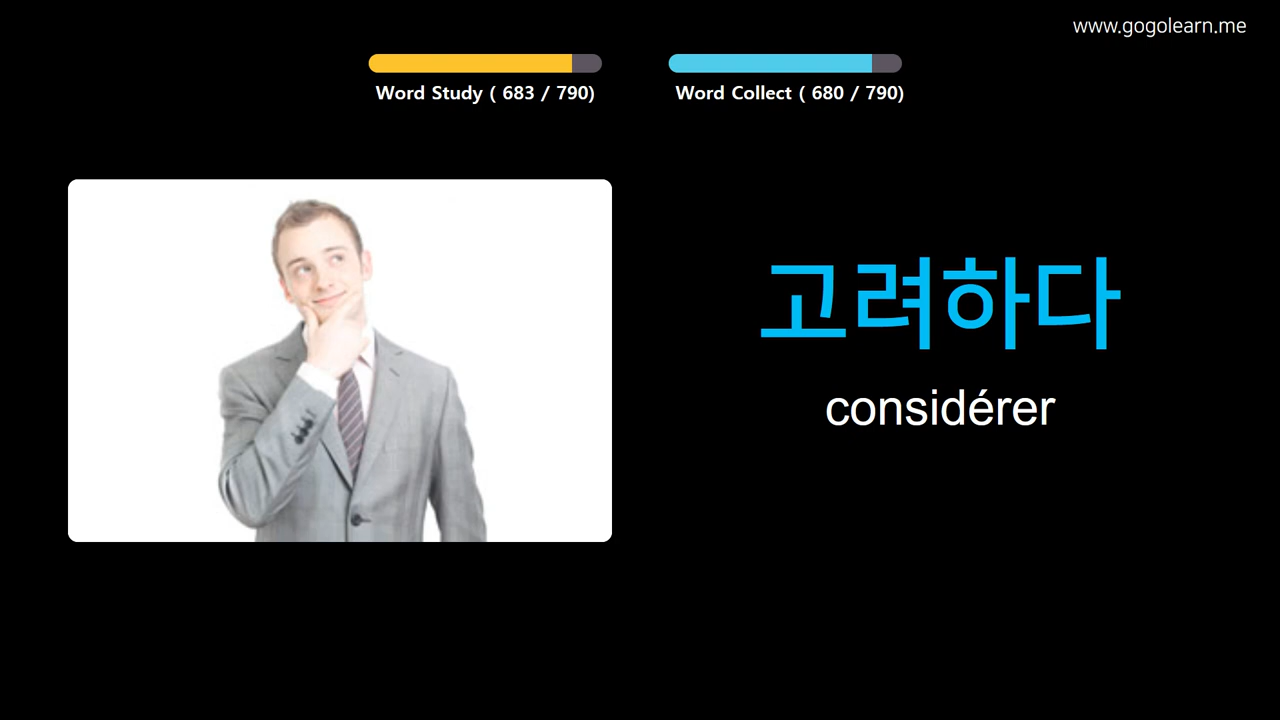 www.gogolearn.me
Word Study ( 683 / 790)
Word Collect ( 680 / 790)
고려하다
considérer